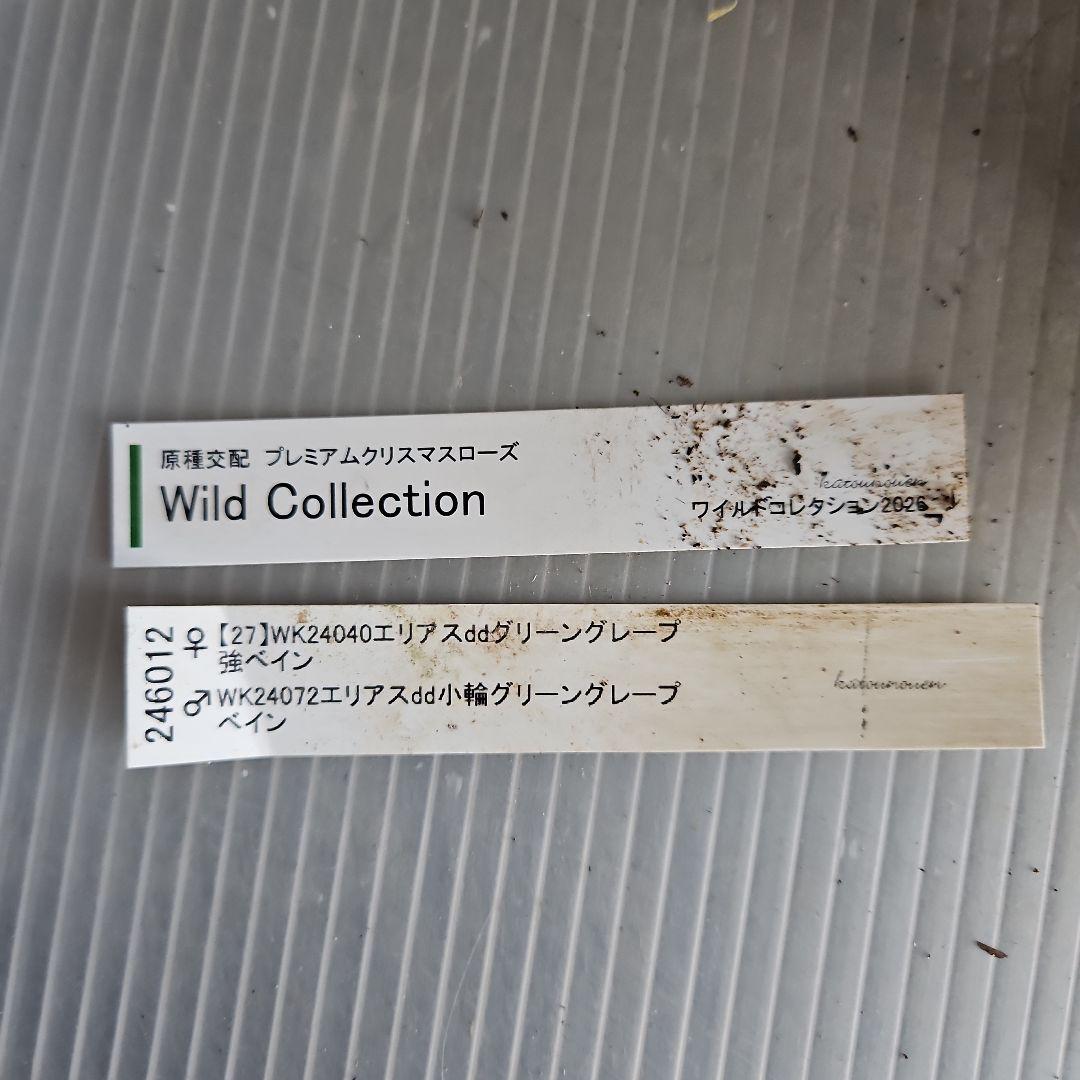 原種交配 プレミアムクリスマスローズ
Wild Collection
katounouen
ワイルドコレクション2026
246012
♀【27】WK24040エリアスddグリーングレープ
強ベイン
♂WK24072エリアスdd小輪グリーングレープ
ベイン
katounouen